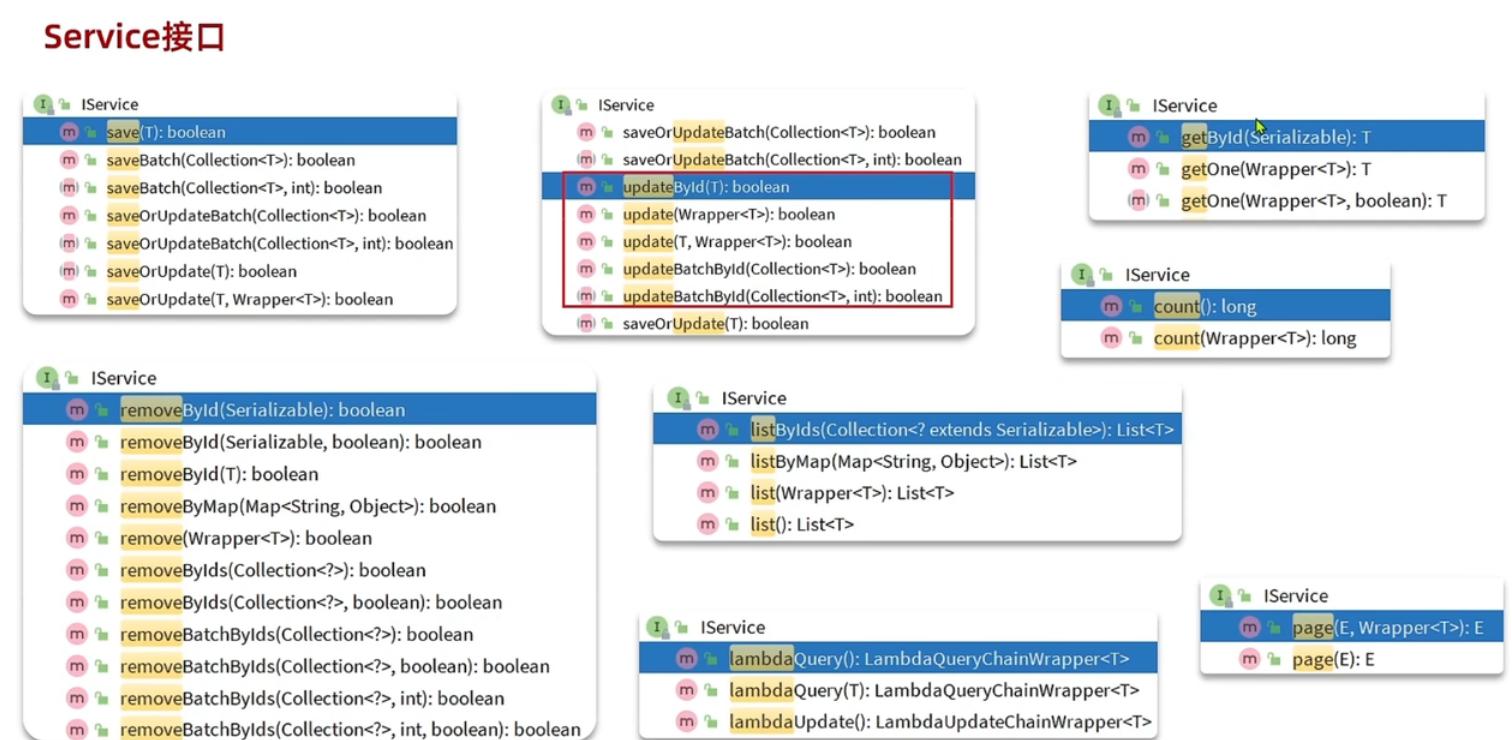 Service接口
IService
save(T): boolean
saveBatch(Collection<T>): boolean
saveBatch(Collection<T>, int): boolean
saveOrUpdateBatch(Collection<T>): boolean
saveOrUpdateBatch(Collection<T>, int): boolean
saveOrUpdate(T): boolean
saveOrUpdate(T, Wrapper<T>): boolean
IService
saveOrUpdateBatch(Collection<T>): boolean
saveOrUpdateBatch(Collection<T>, int): boolean
updateById(T): boolean
update(Wrapper<T>): boolean
update(T, Wrapper<T>): boolean
updateBatchById(Collection<T>): boolean
updateBatchById(Collection<T>, int): boolean
saveOrUpdate(T): boolean
IService
getById(Serializable): T
getOne(Wrapper<T>): T
getOne(Wrapper<T>, boolean): T
IService
count(): long
count(Wrapper<T>): long
IService
removeById(Serializable): boolean
removeById(Serializable, boolean): boolean
removeById(T): boolean
removeByMap(Map<String, Object>): boolean
remove(Wrapper<T>): boolean
removeByIds(Collection<?>): boolean
removeByIds(Collection<?>, boolean): boolean
removeBatchByIds(Collection<?>): boolean
removeBatchByIds(Collection<?>, boolean): boolean
removeBatchByIds(Collection<?>, int): boolean
removeBatchByIds(Collection<?>, int, boolean): boolean
IService
listByIds(Collection<? extends Serializable>): List<T>
listByMap(Map<String, Object>): List<T>
list(Wrapper<T>): List<T>
list(): List<T>
IService
lambdaQuery(): LambdaQueryChainWrapper<T>
lambdaQuery(T): LambdaQueryChainWrapper<T>
lambdaUpdate(): LambdaUpdateChainWrapper<T>
IService
page(E, Wrapper<T>): E
page(E): E